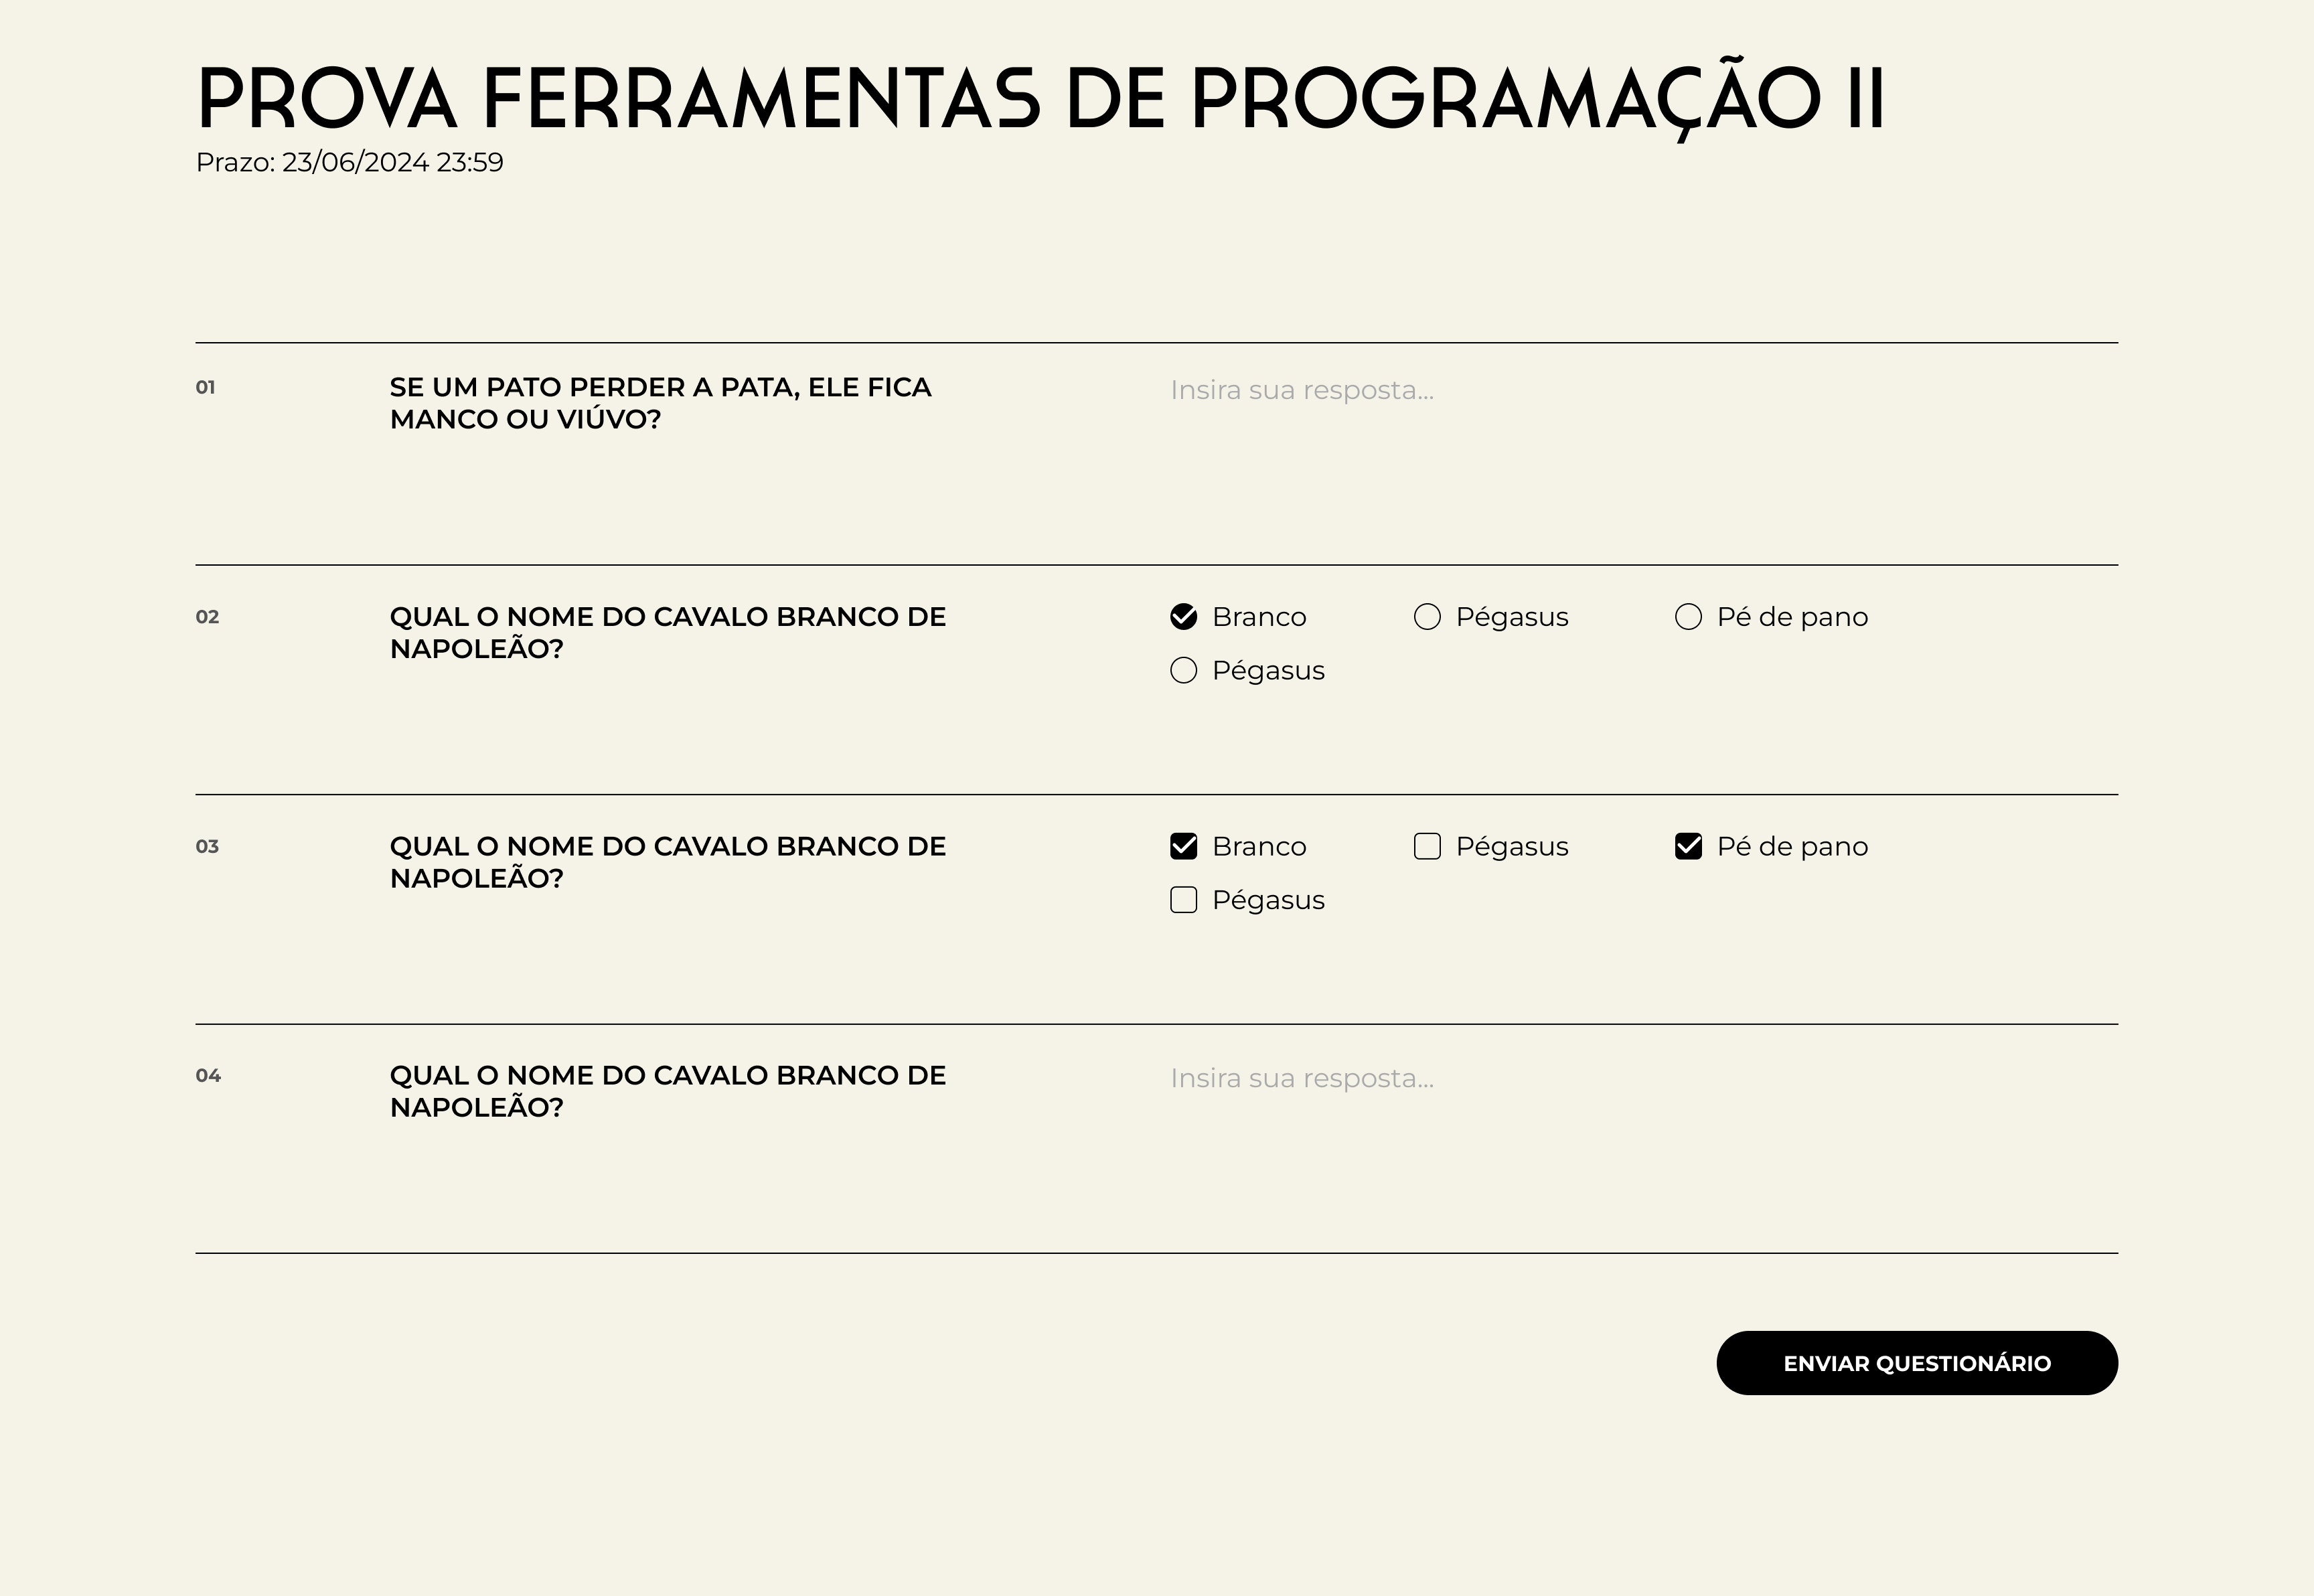 PROVA FERRAMENTAS DE PROGRAMAÇÃO II
Prazo: 23/06/2024 23:59
01
SE UM PATO PERDER A PATA, ELE FICA
MANCO OU VIÚVO?
Insira sua resposta...
02
QUAL O NOME DO CAVALO BRANCO DE
NAPOLEÃO?
Branco
Pégasus
Pé de pano
Pégasus
03
QUAL O NOME DO CAVALO BRANCO DE
NAPOLEÃO?
Branco
Pégasus
Pé de pano
Pégasus
04
QUAL O NOME DO CAVALO BRANCO DE
NAPOLEÃO?
Insira sua resposta...
ENVIAR QUESTIONÁRIO